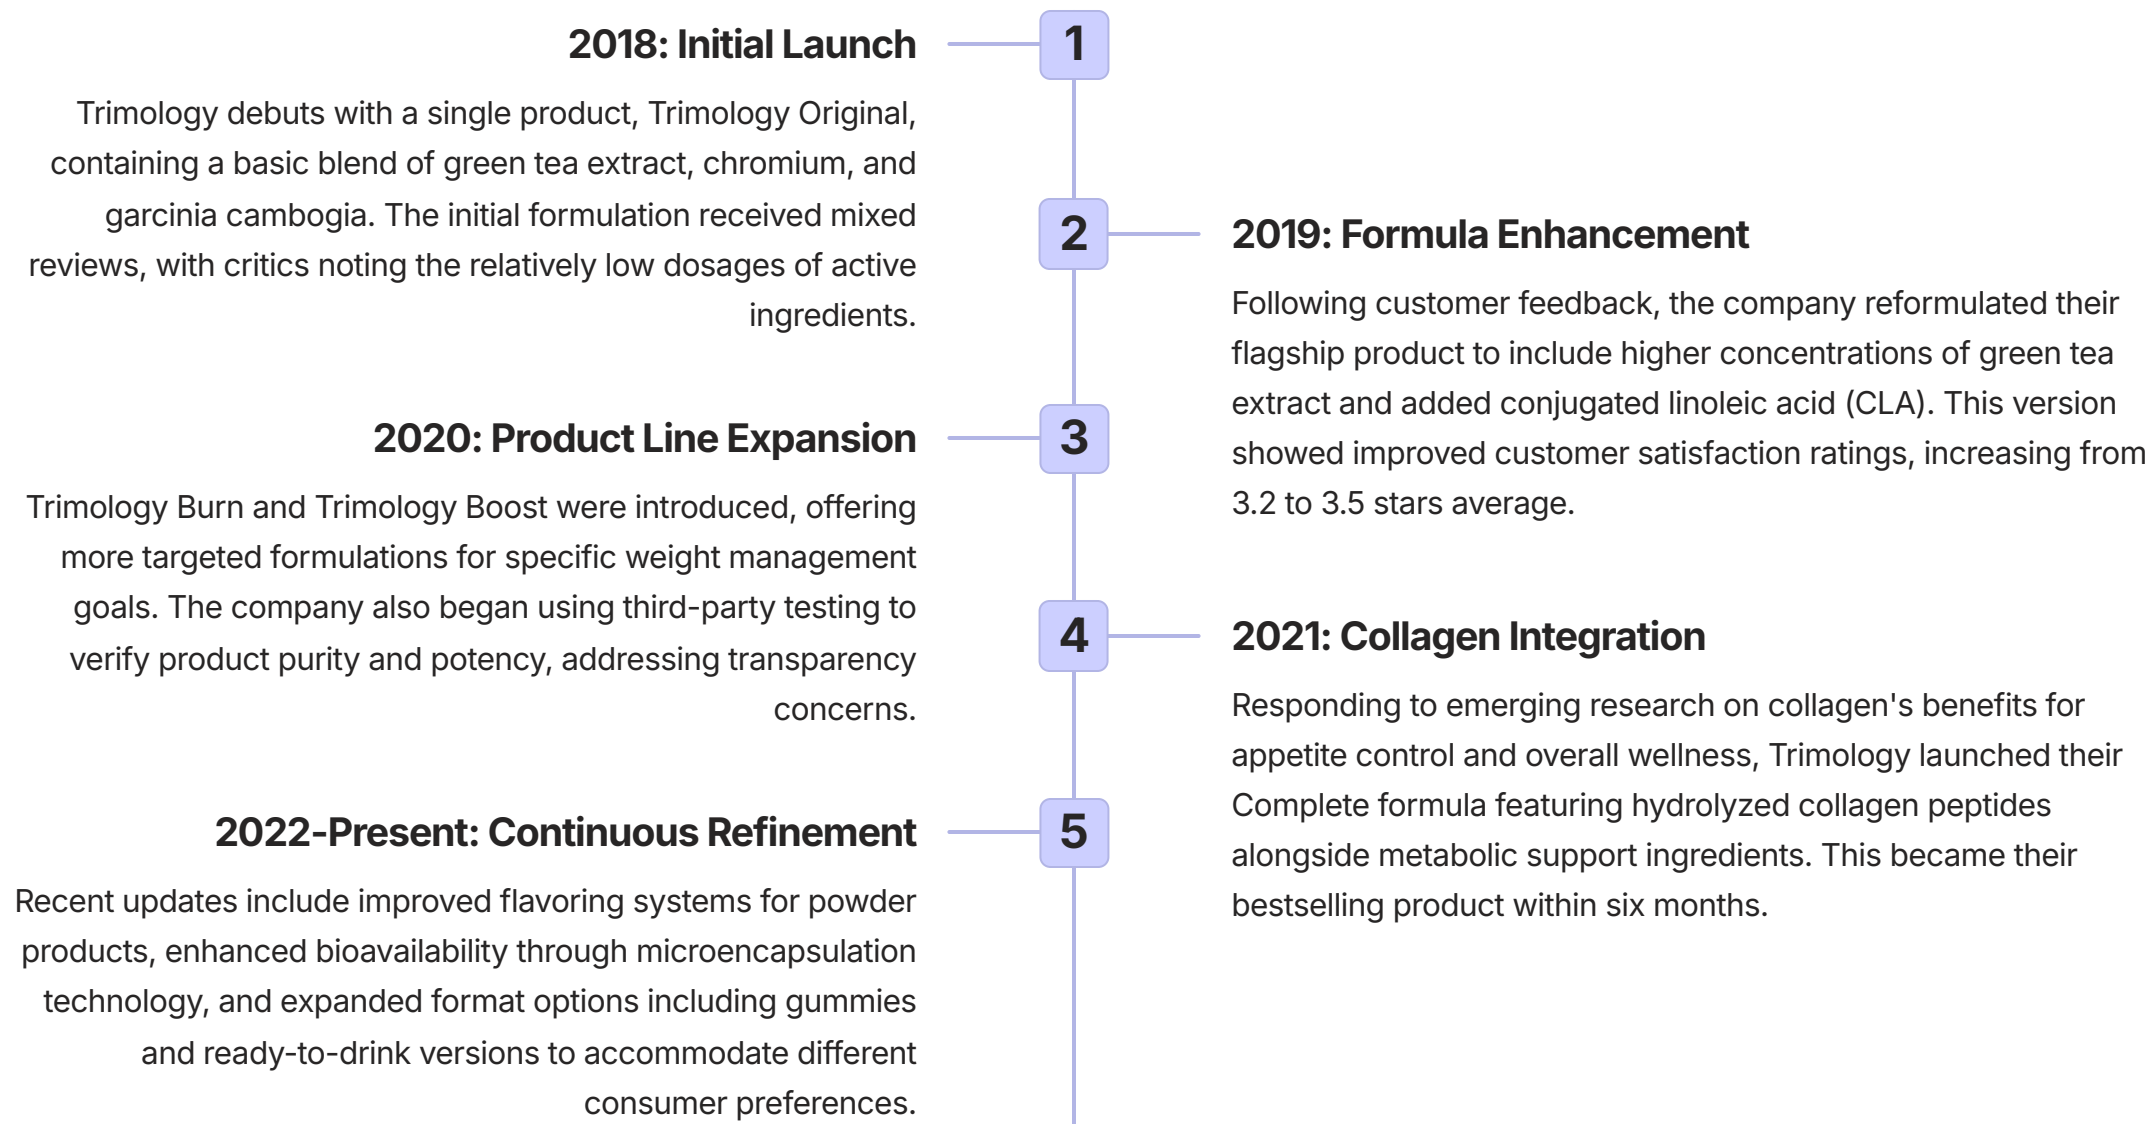 2018: Initial Launch
1
Trimology debuts with a single product, Trimology Original,
containing a basic blend of green tea extract, chromium, and
garcinia cambogia. The initial formulation received mixed
reviews, with critics noting the relatively low dosages of active
ingredients.
2
2019: Formula Enhancement
Following customer feedback, the company reformulated their
flagship product to include higher concentrations of green tea
extract and added conjugated linoleic acid (CLA). This version
showed improved customer satisfaction ratings, increasing from
3.2 to 3.5 stars average.
2020: Product Line Expansion
3
Trimology Burn and Trimology Boost were introduced, offering
more targeted formulations for specific weight management
goals. The company also began using third-party testing to
verify product purity and potency, addressing transparency
concerns.
4
2021: Collagen Integration
Responding to emerging research on collagen's benefits for
appetite control and overall wellness, Trimology launched their
Complete formula featuring hydrolyzed collagen peptides
alongside metabolic support ingredients. This became their
bestselling product within six months.
2022-Present: Continuous Refinement
5
Recent updates include improved flavoring systems for powder
products, enhanced bioavailability through microencapsulation
technology, and expanded format options including gummies
and ready-to-drink versions to accommodate different
consumer preferences.